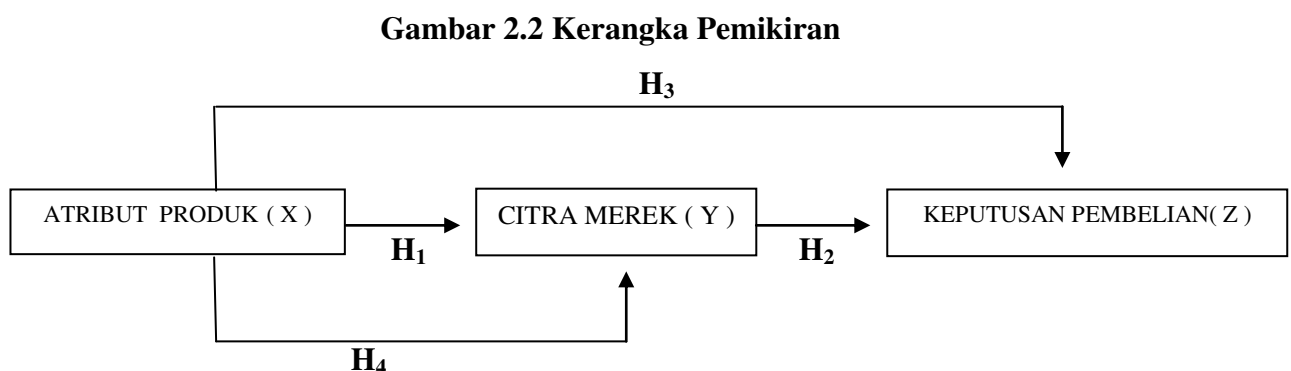 Gambar 2.2 Kerangka Pemikiran
H₃
ATRIBUT PRODUK ( X )
CITRA MEREK ( Y )
KEPUTUSAN PEMBELIAN( Z )
H₁
H₂
H₄